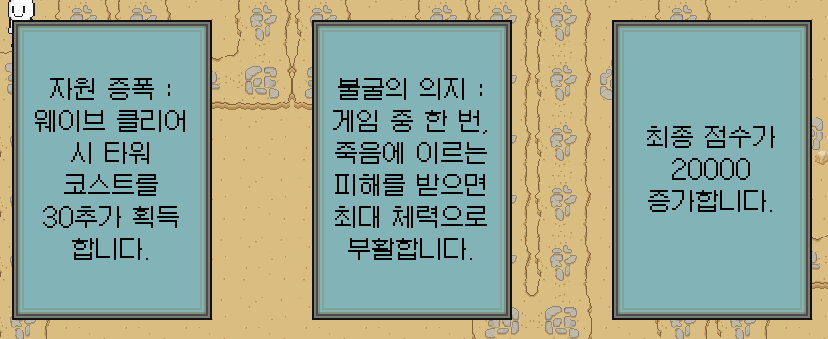 자원 증폭 :
웨이브 클리어
시 타워
코스트를
30추가 획득
합니다.
불굴의 의지 :
게임 중 한 번,
죽음에 이르는
피해를 받으면
최대 체력으로
부활합니다.
최종 점수가
20000
증가합니다.